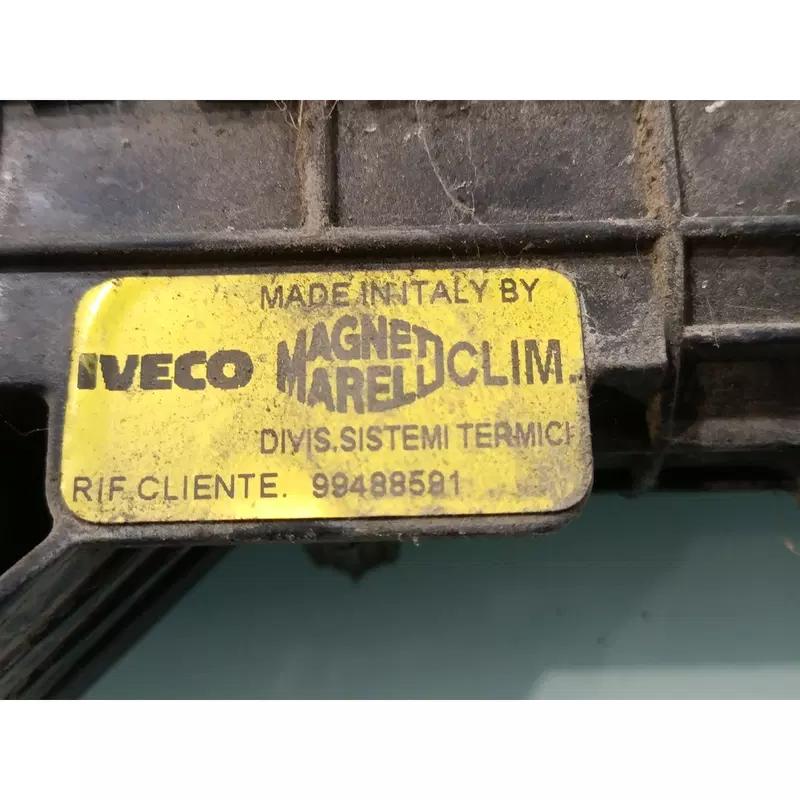 MADE IN ITALY BY
IVECO MAGNETI MARELLI CLIM.
DIVIS.SISTEMI TERMICI
RIF.CLIENTE. 99488591